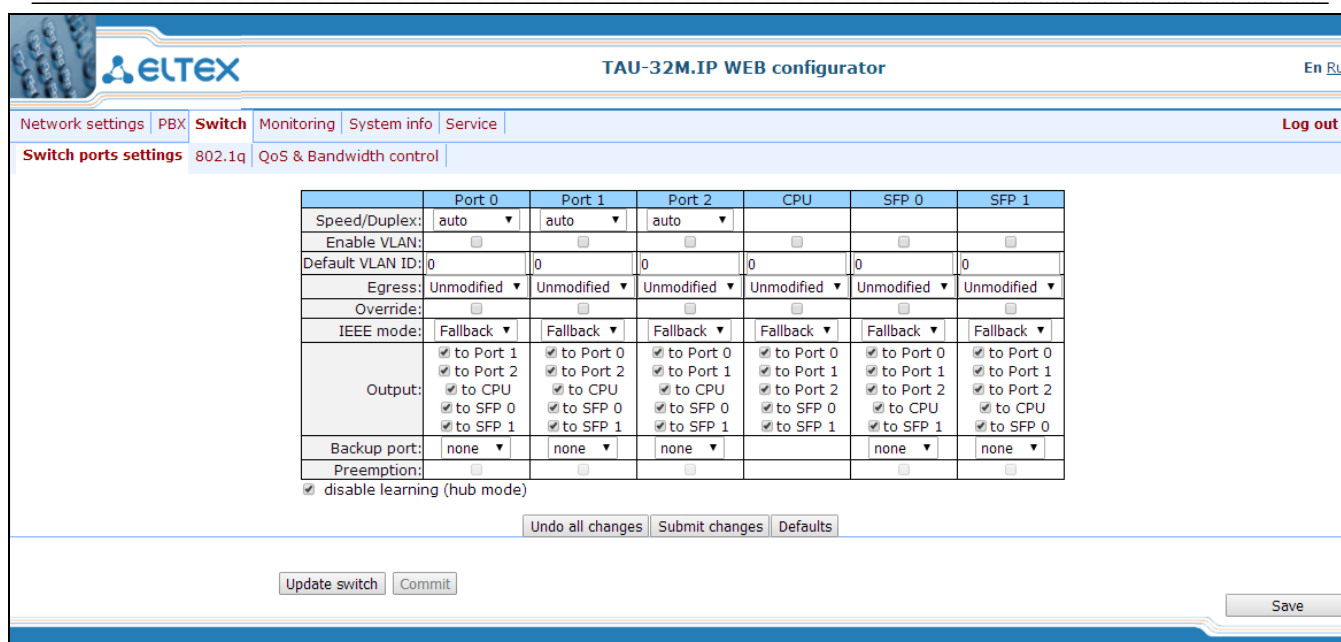 ELTEX
TAU-32M.IP WEB configurator
En Ru
Network settings PBX Switch Monitoring System info Service
Log out
Switch ports settings 802.1q QoS & Bandwidth control
Port 0 Port 1 Port 2 CPU SFP 0 SFP 1
Speed/Duplex: auto auto auto
Enable VLAN:
Default VLAN ID: 0 0 0 0 0 0
Egress: Unmodified Unmodified Unmodified Unmodified Unmodified Unmodified
Override:
IEEE mode: Fallback Fallback Fallback Fallback Fallback Fallback
to Port 1 to Port 0 to Port 0 to Port 0 to Port 0 to Port 0
to Port 2 to Port 2 to Port 1 to Port 1 to Port 1 to Port 1
Output: to CPU to CPU to CPU to Port 2 to Port 2 to Port 2
to SFP 0 to SFP 0 to SFP 0 to SFP 0 to CPU to CPU
to SFP 1 to SFP 1 to SFP 1 to SFP 1 to SFP 1 to SFP 0
Backup port: none none none none none
Preemption:
disable learning (hub mode)
Undo all changes Submit changes Defaults
Update switch Commit
Save